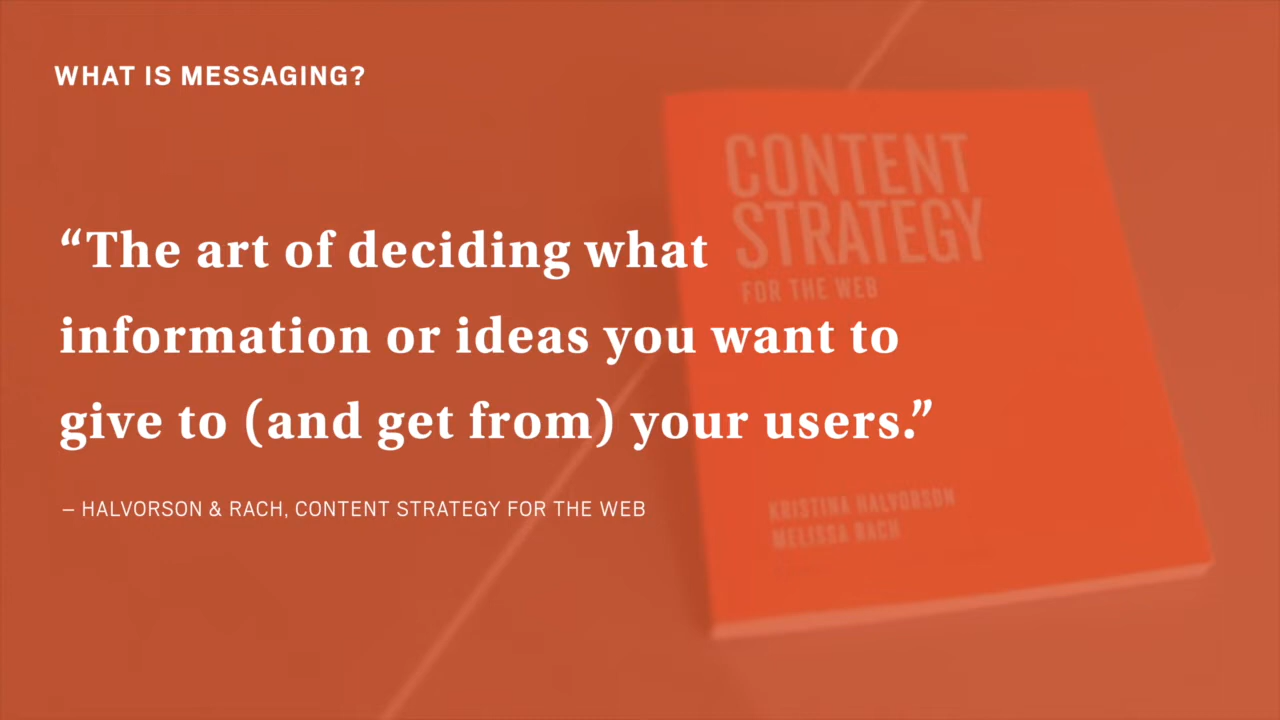 WHAT IS MESSAGING?
“The art of deciding what
information or ideas you want to
give to (and get from) your users.”
– HALVORSON & RACH, CONTENT STRATEGY FOR THE WEB
CONTENT
STRATEGY
FOR THE WEB
KRISTINA HALVORSON
MELISSA RACH